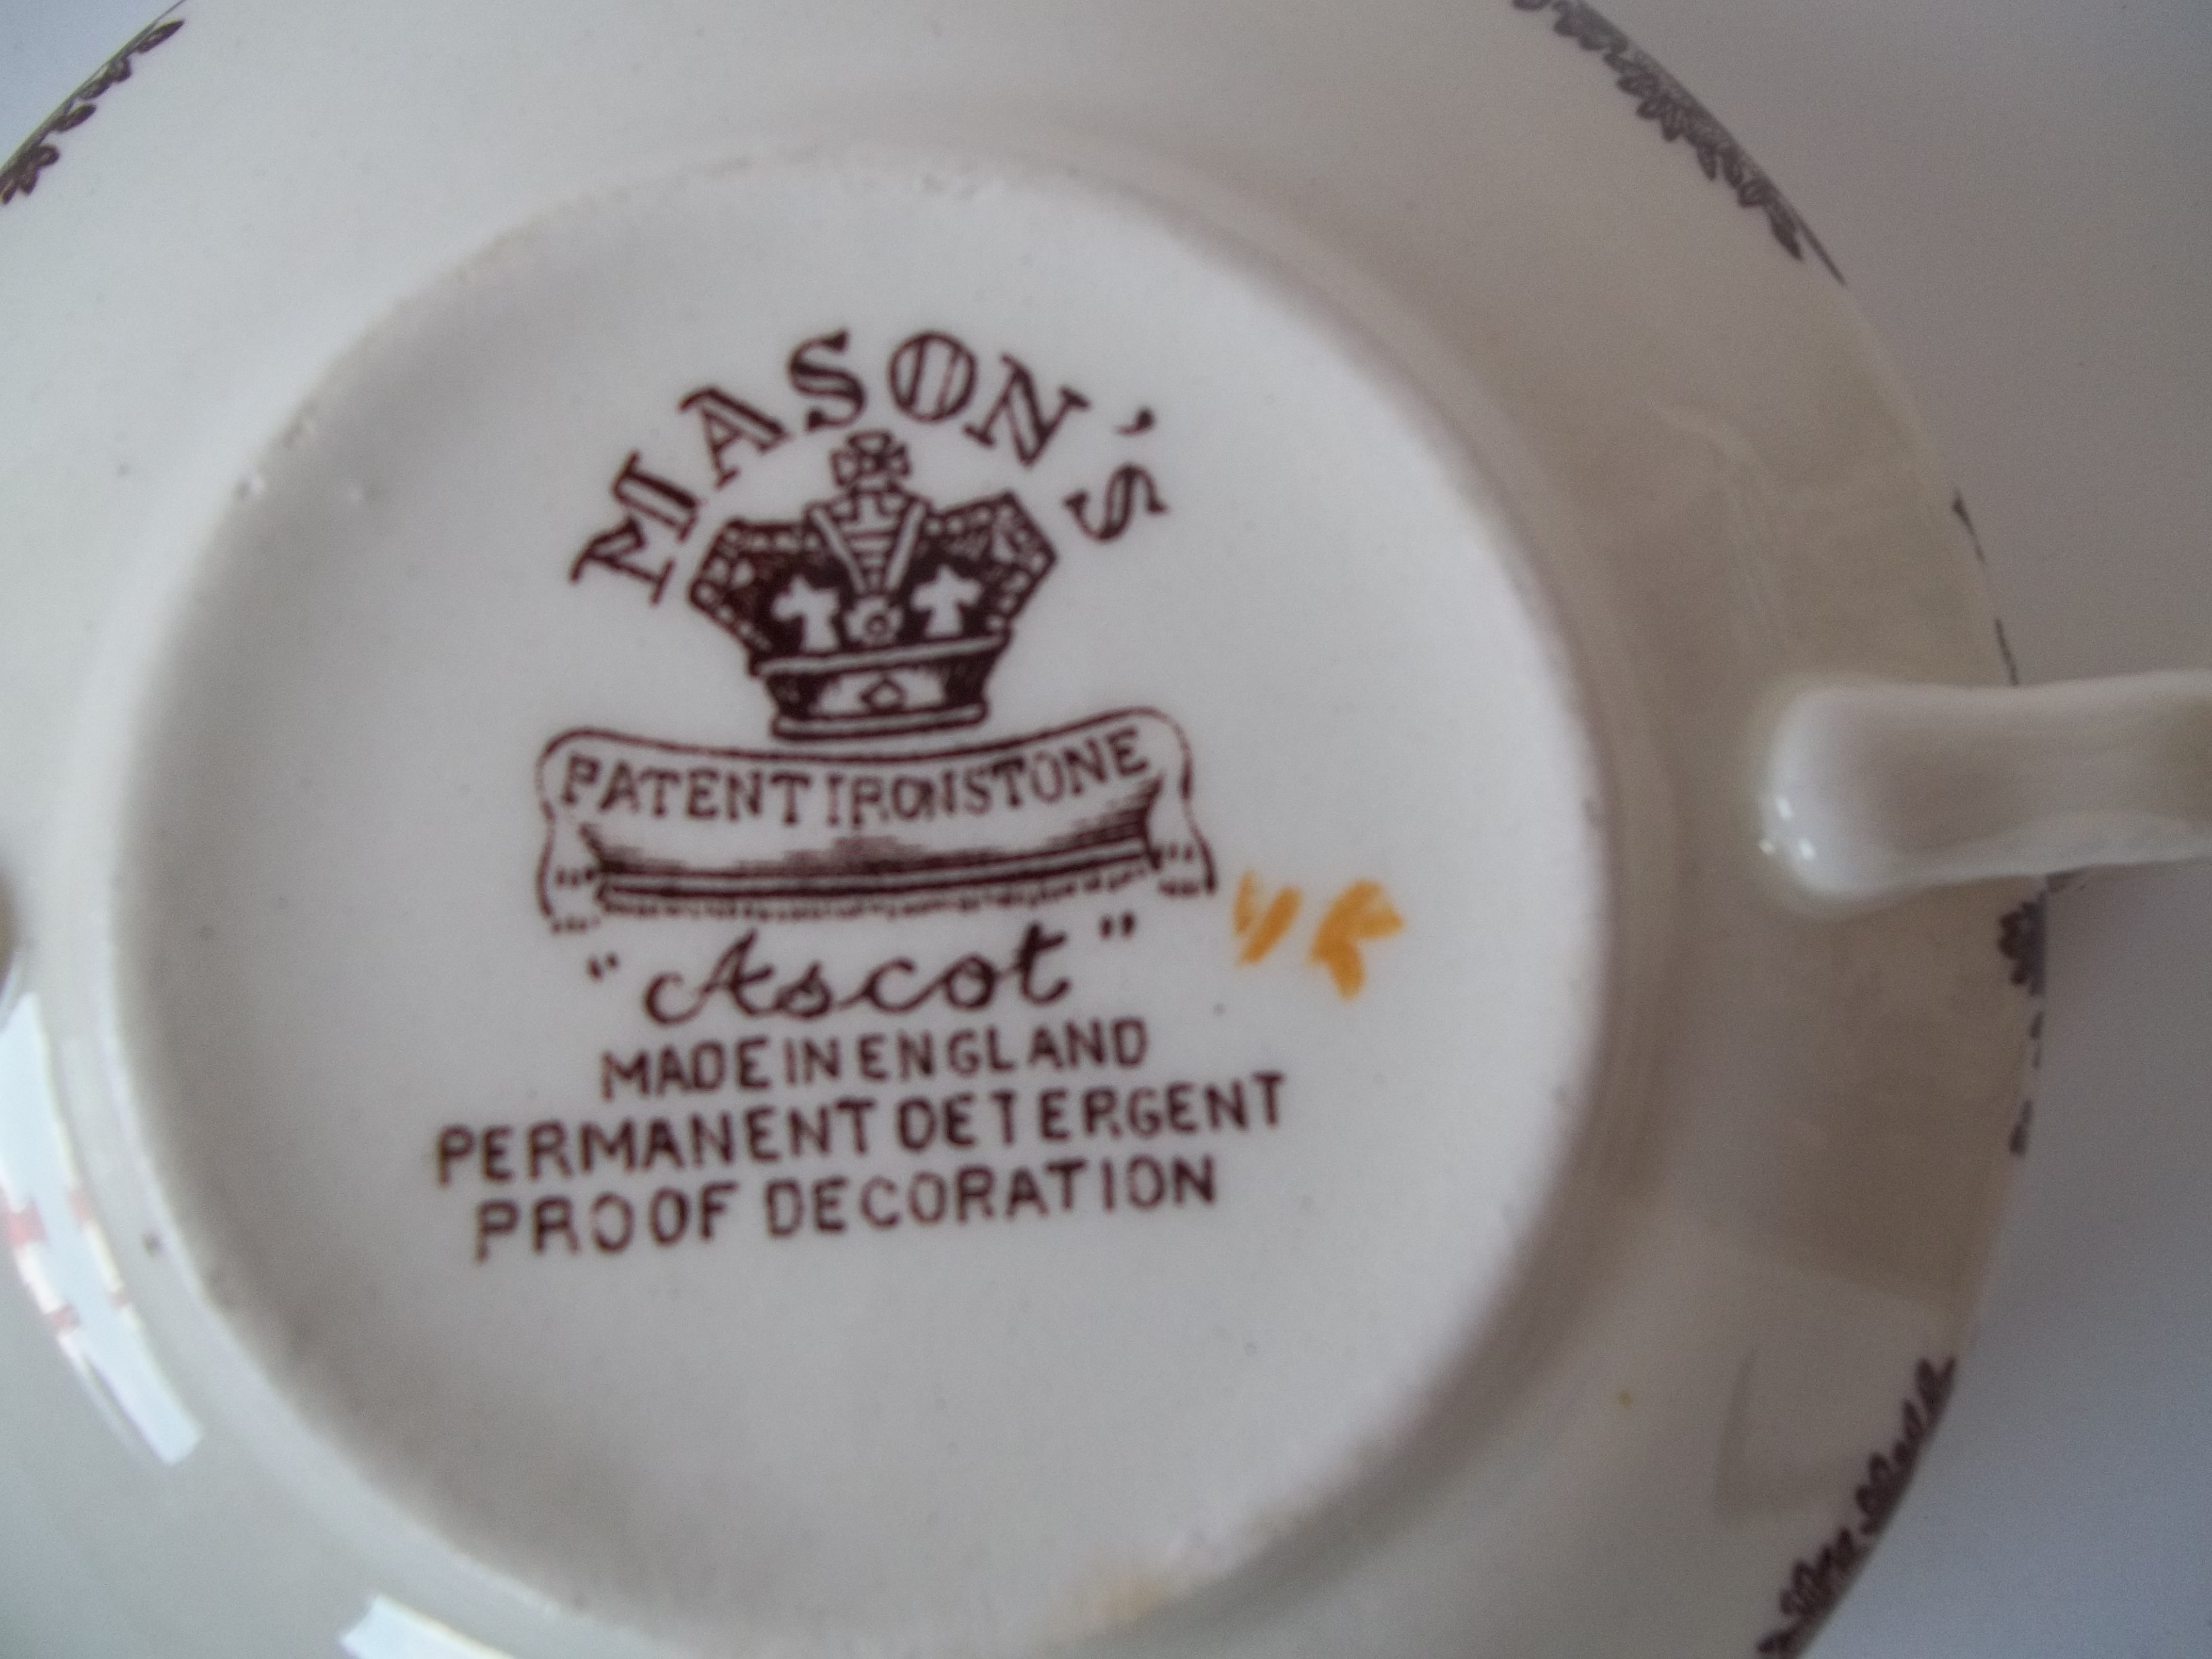 MASON'S
PATENT IRONSTONE
"Ascot"
MADE IN ENGLAND
PERMANENT DETERGENT
PROOF DECORATION